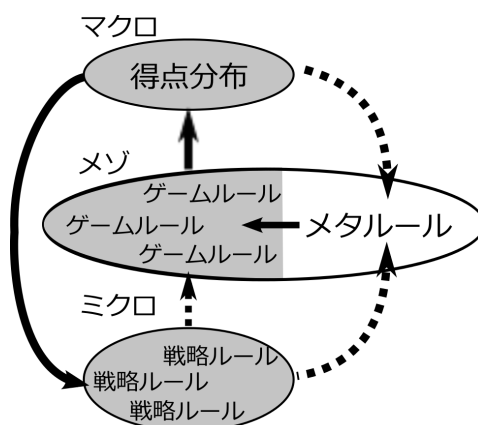 マクロ
得点分布
メゾ
ゲームルール
ゲームルール
ゲームルール
メタルール
ミクロ
戦略ルール
戦略ルール
戦略ルール